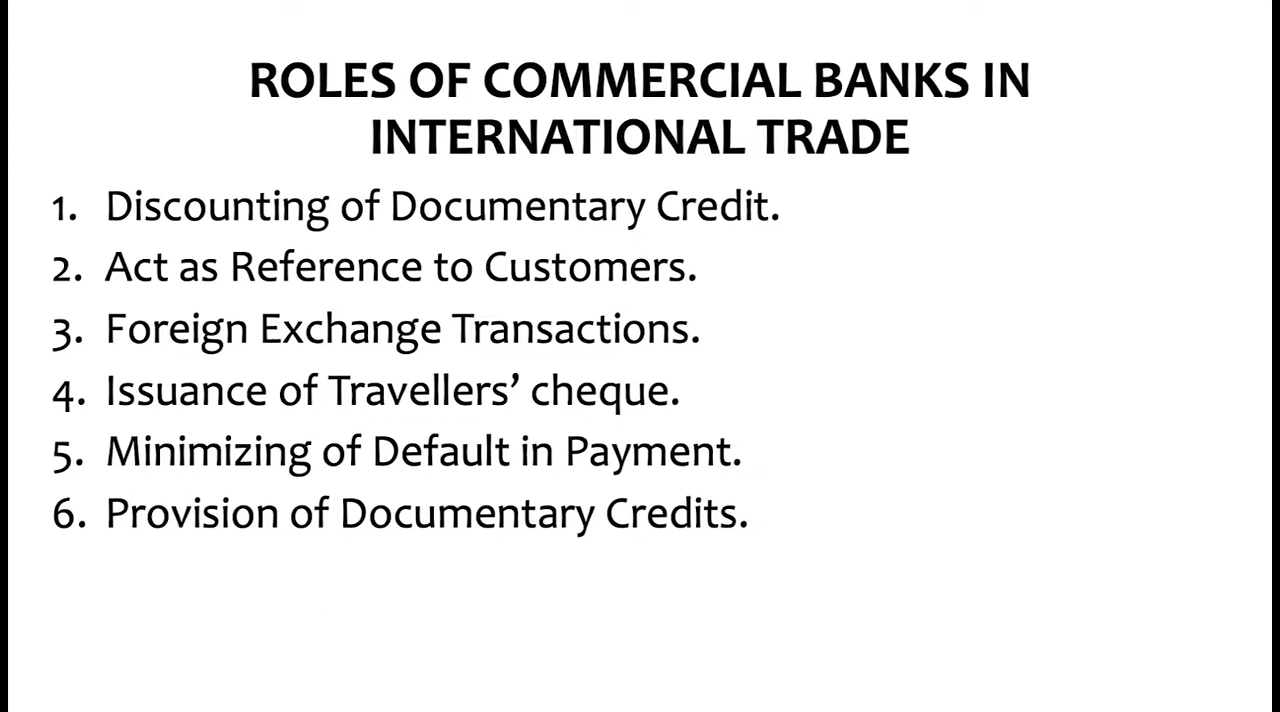 ROLES OF COMMERCIAL BANKS IN
INTERNATIONAL TRADE
1. Discounting of Documentary Credit.
2. Act as Reference to Customers.
3. Foreign Exchange Transactions.
4. Issuance of Travellers’ cheque.
5. Minimizing of Default in Payment.
6. Provision of Documentary Credits.